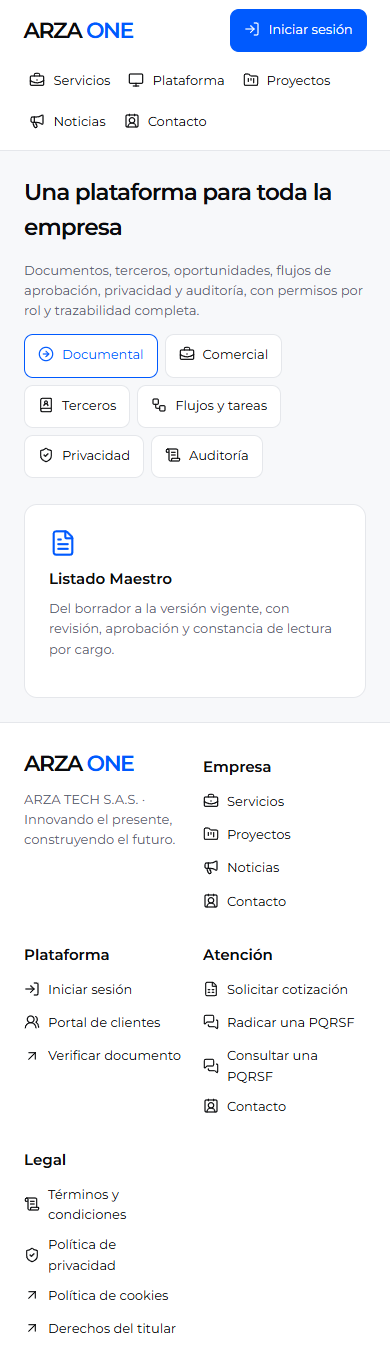 ARZA ONE
Iniciar sesión
Servicios
Plataforma
Proyectos
Noticias
Contacto
Una plataforma para toda la
empresa
Documentos, terceros, oportunidades, flujos de
aprobación, privacidad y auditoría, con permisos por
rol y trazabilidad completa.
Documental
Comercial
Terceros
Flujos y tareas
Privacidad
Auditoría
Listado Maestro
Del borrador a la versión vigente, con
revisión, aprobación y constancia de lectura
por cargo.
ARZA ONE
ARZA TECH S.A.S. ·
Innovando el presente,
construyendo el futuro.
Empresa
Servicios
Proyectos
Noticias
Contacto
Plataforma
Iniciar sesión
Portal de clientes
Verificar documento
Atención
Solicitar cotización
Radicar una PQRSF
Consultar una
PQRSF
Contacto
Legal
Términos y
condiciones
Política de
privacidad
Política de cookies
Derechos del titular